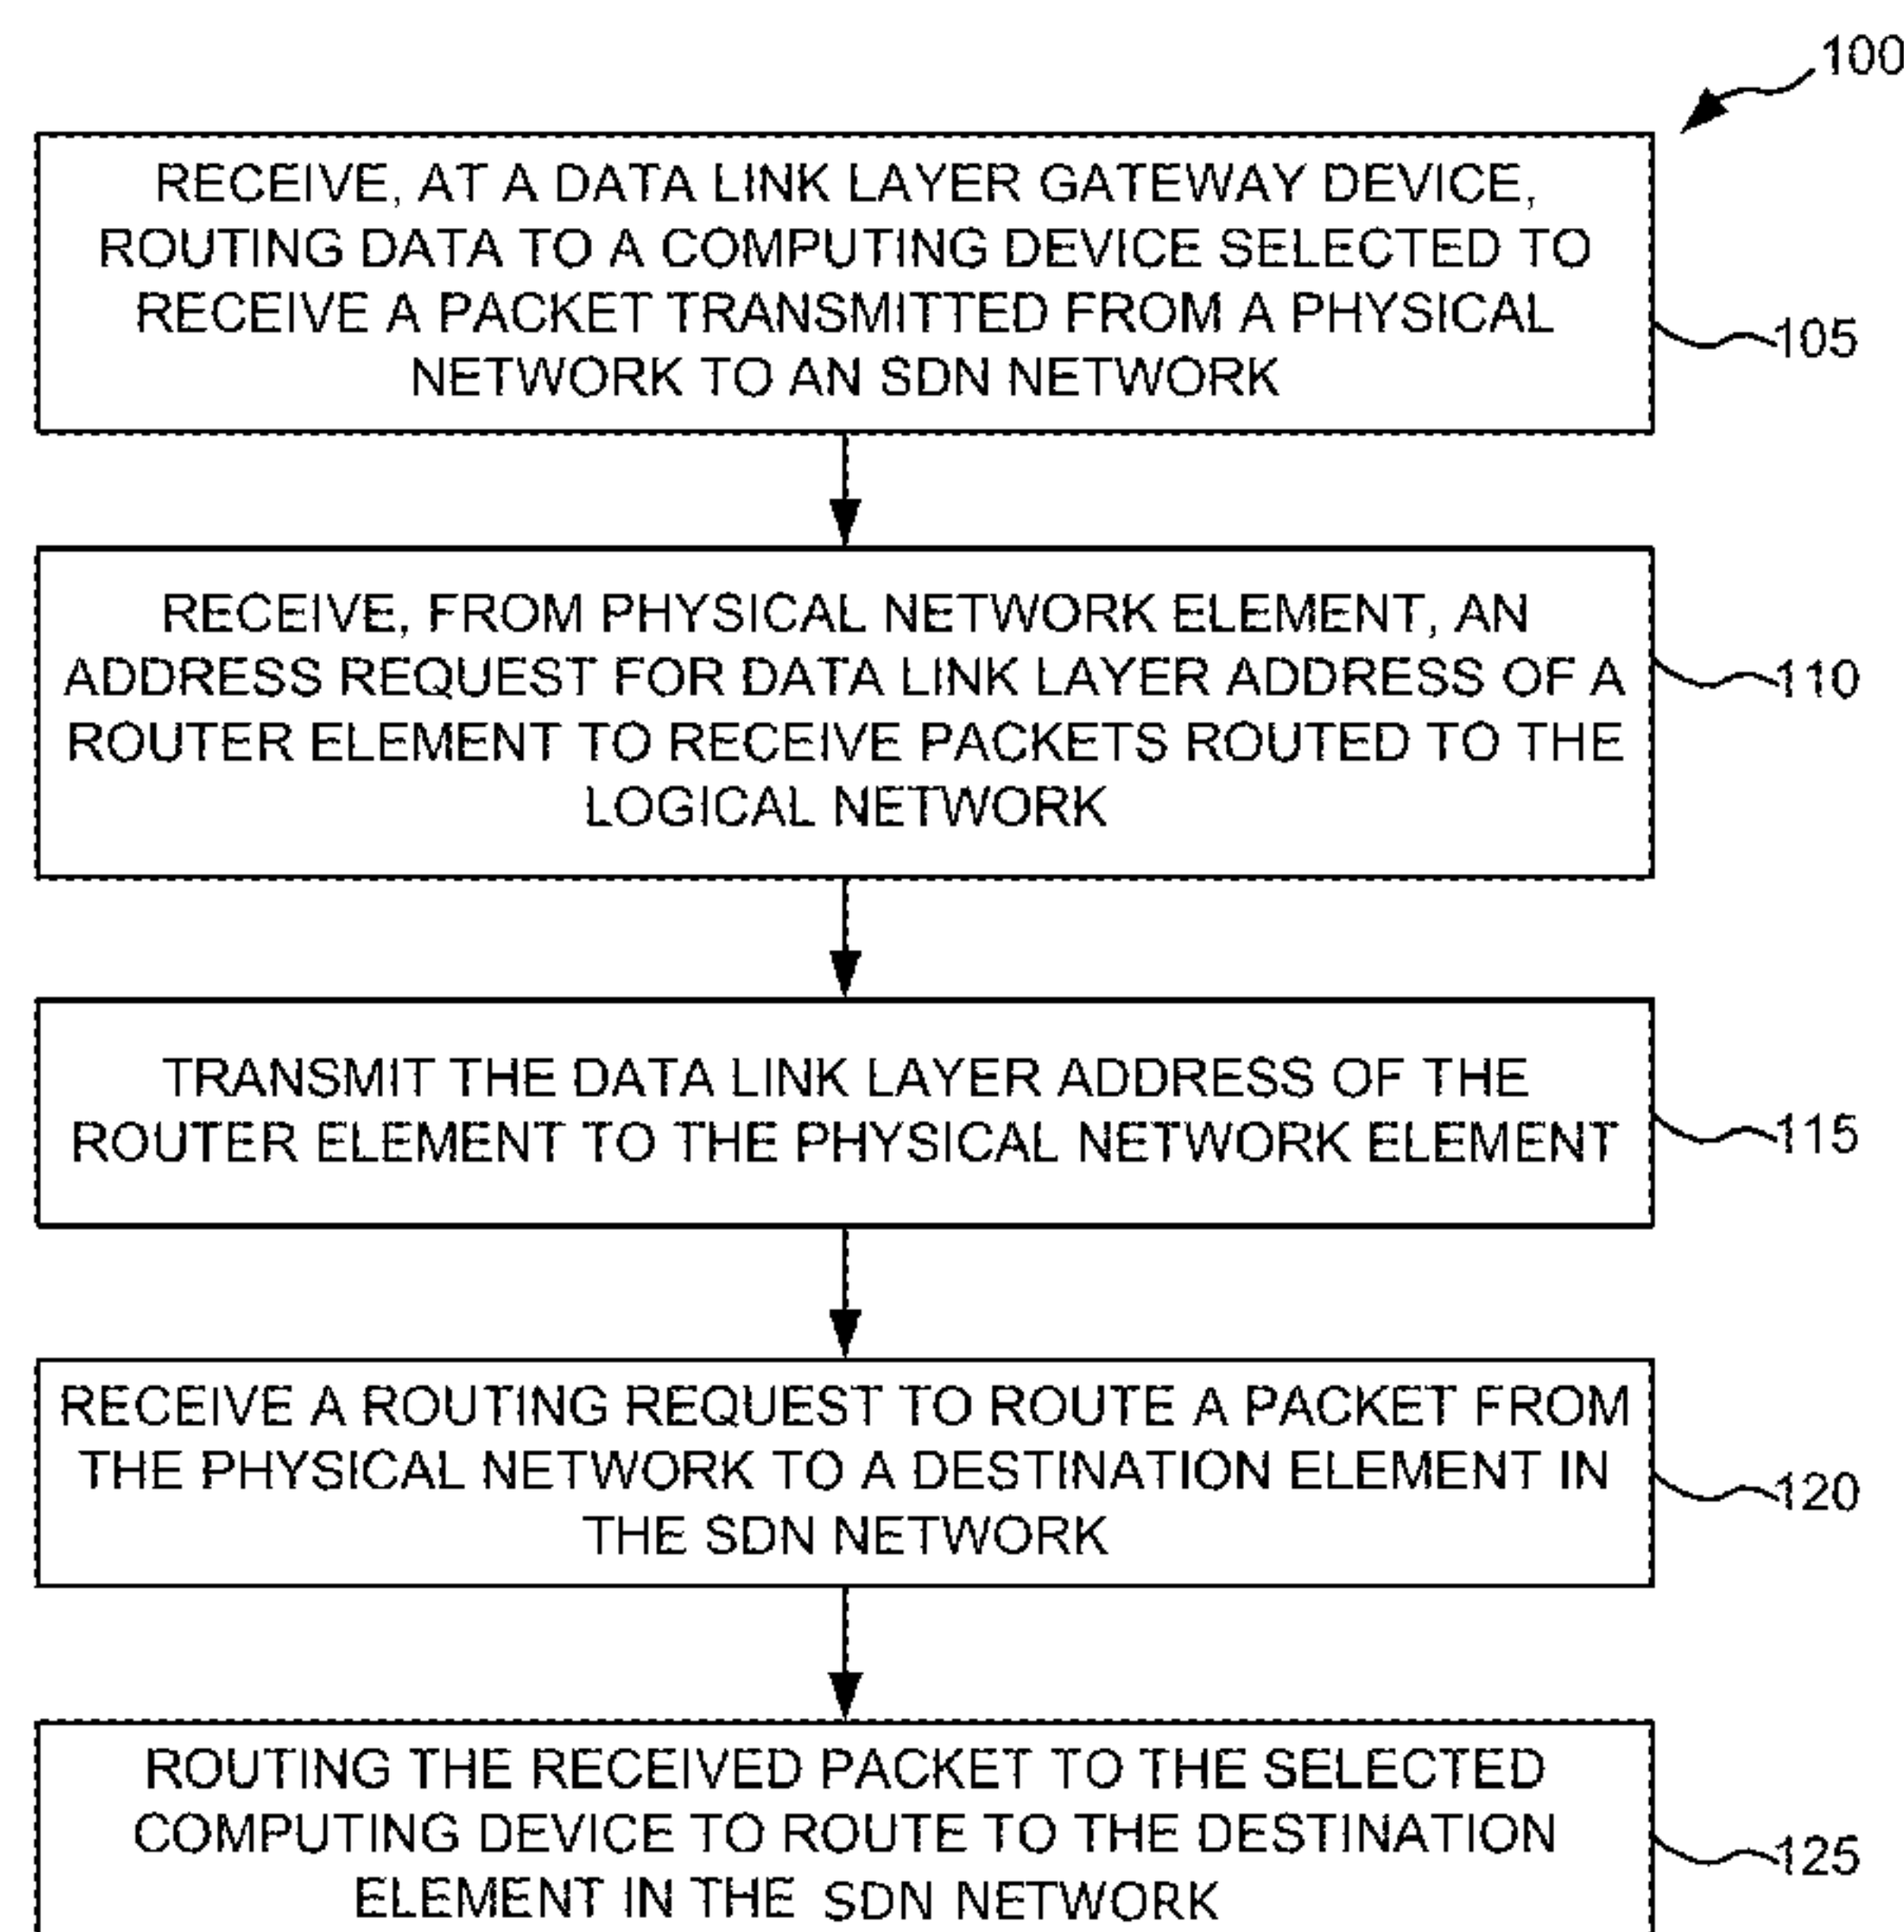 100
RECEIVE, AT A DATA LINK LAYER GATEWAY DEVICE,
ROUTING DATA TO A COMPUTING DEVICE SELECTED TO
RECEIVE A PACKET TRANSMITTED FROM A PHYSICAL
NETWORK TO AN SDN NETWORK
105
RECEIVE, FROM PHYSICAL NETWORK ELEMENT, AN
ADDRESS REQUEST FOR DATA LINK LAYER ADDRESS OF A
ROUTER ELEMENT TO RECEIVE PACKETS ROUTED TO THE
LOGICAL NETWORK
110
TRANSMIT THE DATA LINK LAYER ADDRESS OF THE
ROUTER ELEMENT TO THE PHYSICAL NETWORK ELEMENT
115
RECEIVE A ROUTING REQUEST TO ROUTE A PACKET FROM
THE PHYSICAL NETWORK TO A DESTINATION ELEMENT IN
THE SDN NETWORK
120
ROUTING THE RECEIVED PACKET TO THE SELECTED
COMPUTING DEVICE TO ROUTE TO THE DESTINATION
ELEMENT IN THE SDN NETWORK
125